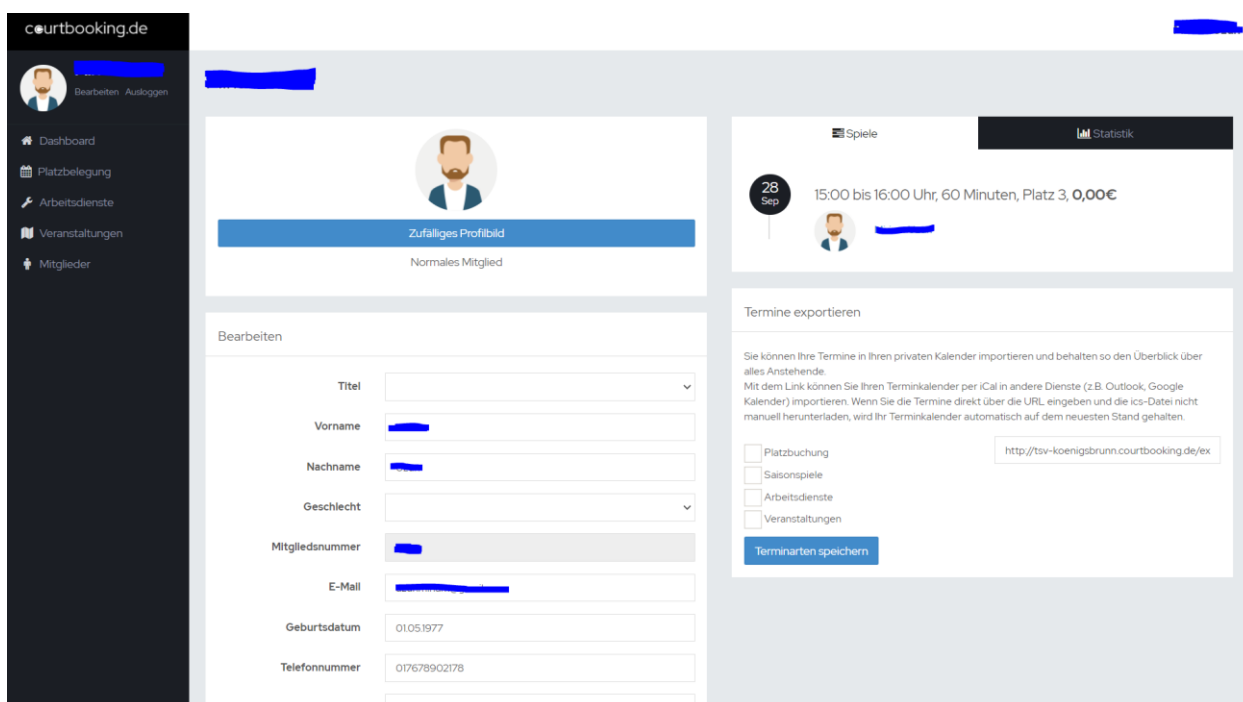 courtbooking.de
Bearbeiten Ausloggen
Dashboard
Platzbelegung
Arbeitsdienste
Veranstaltungen
Mitglieder
Zufälliges Profilbild
Normales Mitglied
Bearbeiten
Titel
Vorname
Nachname
Geschlecht
Mitgliedsnummer
E-Mail
Geburtsdatum 01.05.1977
Telefonnummer 017678902178
Spiele Statistik
28
Sep
15:00 bis 16:00 Uhr, 60 Minuten, Platz 3, 0,00€
Termine exportieren
Sie können Ihre Termine in Ihren privaten Kalender importieren und behalten so den Überblick über
alles Anstehende.
Mit dem Link können Sie Ihren Terminkalender per iCal in andere Dienste (z.B. Outlook, Google
Kalender) importieren. Wenn Sie die Termine direkt über die URL eingeben und die ics-Datei nicht
manuell herunterladen, wird Ihr Terminkalender automatisch auf dem neuesten Stand gehalten.
Platzbuchung http://tsv-koenigsbrunn.courtbooking.de/ex
Saisonspiele
Arbeitsdienste
Veranstaltungen
Terminarten speichern